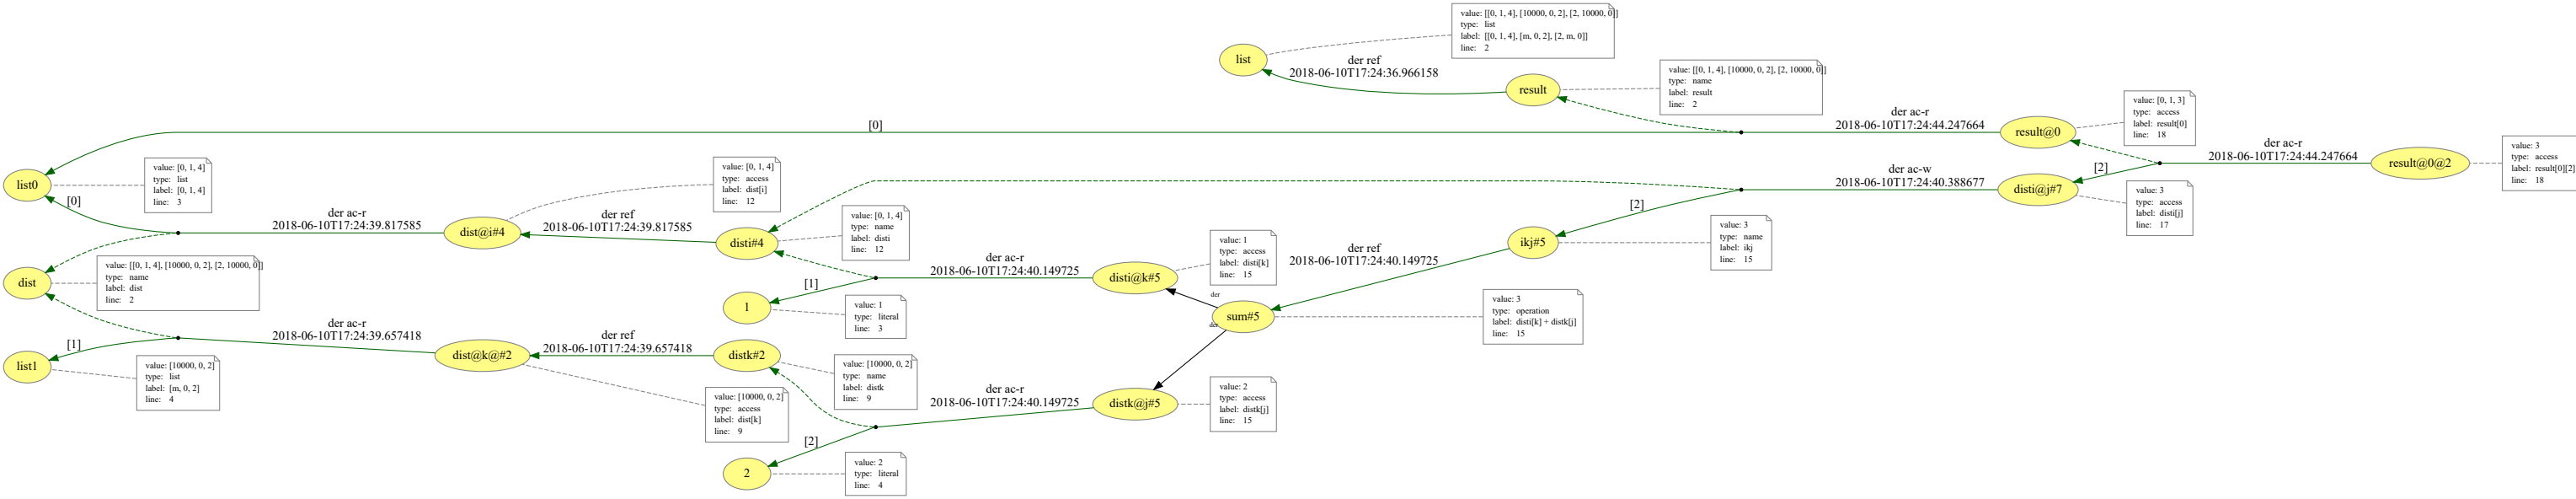 value: [[0, 1, 4], [10000, 0, 2], [2, 10000, 0]]
type: list
label: [[0, 1, 4], [m, 0, 2], [2, m, 0]]
line: 2
list
der ref
2018-06-10T17:24:36.966158
result
value: [[0, 1, 4], [10000, 0, 2], [2, 10000, 0]]
type: name
label: result
line: 2
[0]
der ac-r
2018-06-10T17:24:44.247664
result@0
value: [0, 1, 3]
type: access
label: result[0]
line: 18
der ac-r
2018-06-10T17:24:44.247664
result@0@2
value: 3
type: access
label: result[0][2]
line: 18
list0
value: [0, 1, 4]
type: list
label: [0, 1, 4]
line: 3
[0]
der ac-r
2018-06-10T17:24:39.817585
dist@i#4
value: [0, 1, 4]
type: access
label: dist[i]
line: 12
der ref
2018-06-10T17:24:39.817585
disti#4
value: [0, 1, 4]
type: name
label: disti
line: 12
der ac-w
2018-06-10T17:24:40.388677
disti@j#7
[2]
value: 3
type: access
label: disti[j]
line: 17
[2]
ikj#5
value: 3
type: name
label: ikj
line: 15
der ref
2018-06-10T17:24:40.149725
value: 1
type: access
label: disti[k]
line: 15
der ac-r
2018-06-10T17:24:40.149725
disti@k#5
[1]
1
value: 1
type: literal
line: 3
dist
value: [[0, 1, 4], [10000, 0, 2], [2, 10000, 0]]
type: name
label: dist
line: 2
der
der
sum#5
value: 3
type: operation
label: disti[k] + distk[j]
line: 15
[1]
list1
value: [10000, 0, 2]
type: list
label: [m, 0, 2]
line: 4
der ac-r
2018-06-10T17:24:39.657418
dist@k@#2
der ref
2018-06-10T17:24:39.657418
distk#2
value: [10000, 0, 2]
type: name
label: distk
line: 9
value: [10000, 0, 2]
type: access
label: dist[k]
line: 9
der ac-r
2018-06-10T17:24:40.149725
distk@j#5
value: 2
type: access
label: distk[j]
line: 15
[2]
2
value: 2
type: literal
line: 4